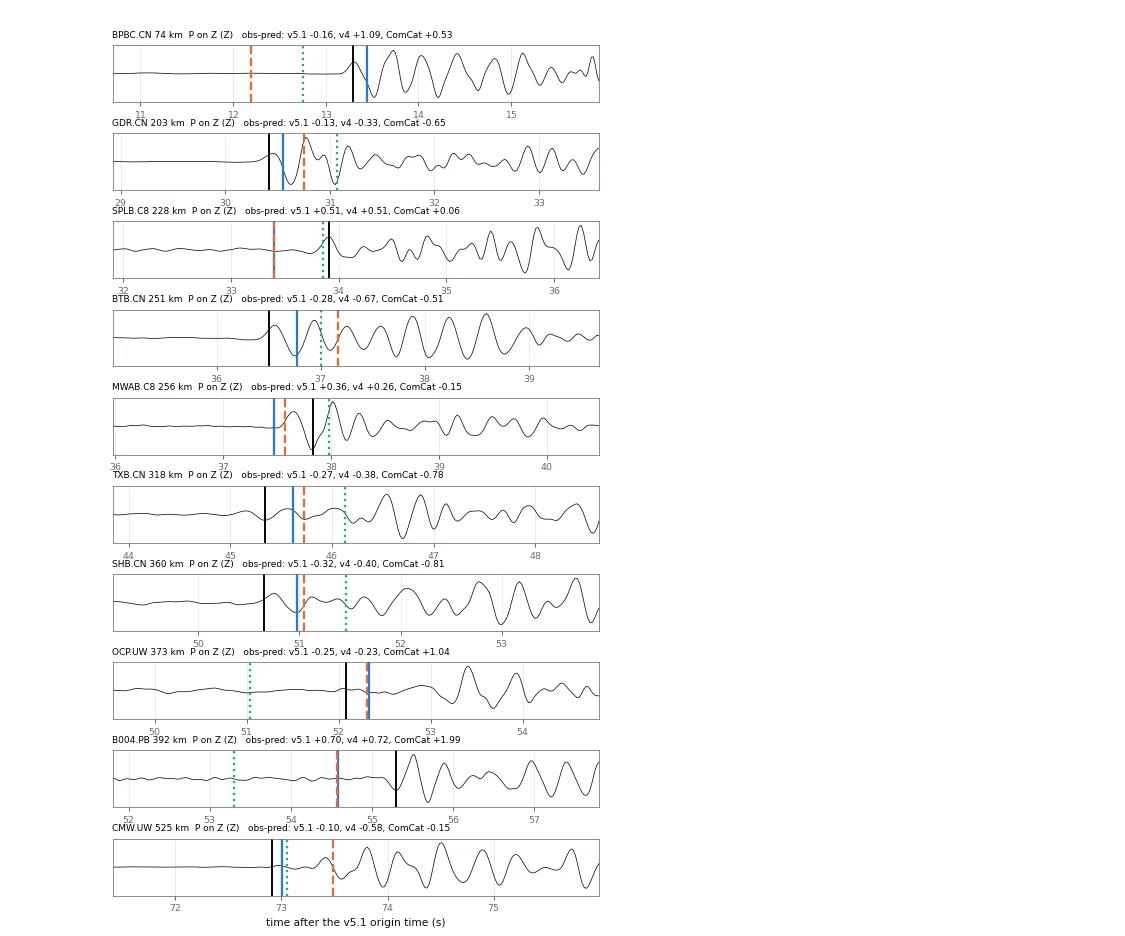 BPBC.CN 74 km  P on Z (Z)   obs-pred: v5.1 -0.16, v4 +1.09, ComCat +0.53
11 12 13 14 15
GDR.CN 203 km  P on Z (Z)   obs-pred: v5.1 -0.13, v4 -0.33, ComCat -0.65
29 30 31 32 33
SPLB.C8 228 km  P on Z (Z)   obs-pred: v5.1 +0.51, v4 +0.51, ComCat +0.06
32 33 34 35 36
BTB.CN 251 km  P on Z (Z)   obs-pred: v5.1 -0.28, v4 -0.67, ComCat -0.51
36 37 38 39
MWAB.C8 256 km  P on Z (Z)   obs-pred: v5.1 +0.36, v4 +0.26, ComCat -0.15
36 37 38 39 40
TXB.CN 318 km  P on Z (Z)   obs-pred: v5.1 -0.27, v4 -0.38, ComCat -0.78
44 45 46 47 48
SHB.CN 360 km  P on Z (Z)   obs-pred: v5.1 -0.32, v4 -0.40, ComCat -0.81
50 51 52 53
OCP.UW 373 km  P on Z (Z)   obs-pred: v5.1 -0.25, v4 -0.23, ComCat +1.04
50 51 52 53 54
B004.PB 392 km  P on Z (Z)   obs-pred: v5.1 +0.70, v4 +0.72, ComCat +1.99
52 53 54 55 56 57
CMW.UW 525 km  P on Z (Z)   obs-pred: v5.1 -0.10, v4 -0.58, ComCat -0.15
72 73 74 75
time after the v5.1 origin time (s)